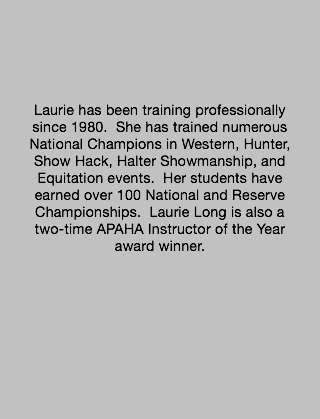 Laurie has been training professionally
since 1980.  She has trained numerous
National Champions in Western, Hunter,
Show Hack, Halter Showmanship, and
Equitation events.  Her students have
earned over 100 National and Reserve
Championships.  Laurie Long is also a
two-time APAHA Instructor of the Year
award winner.